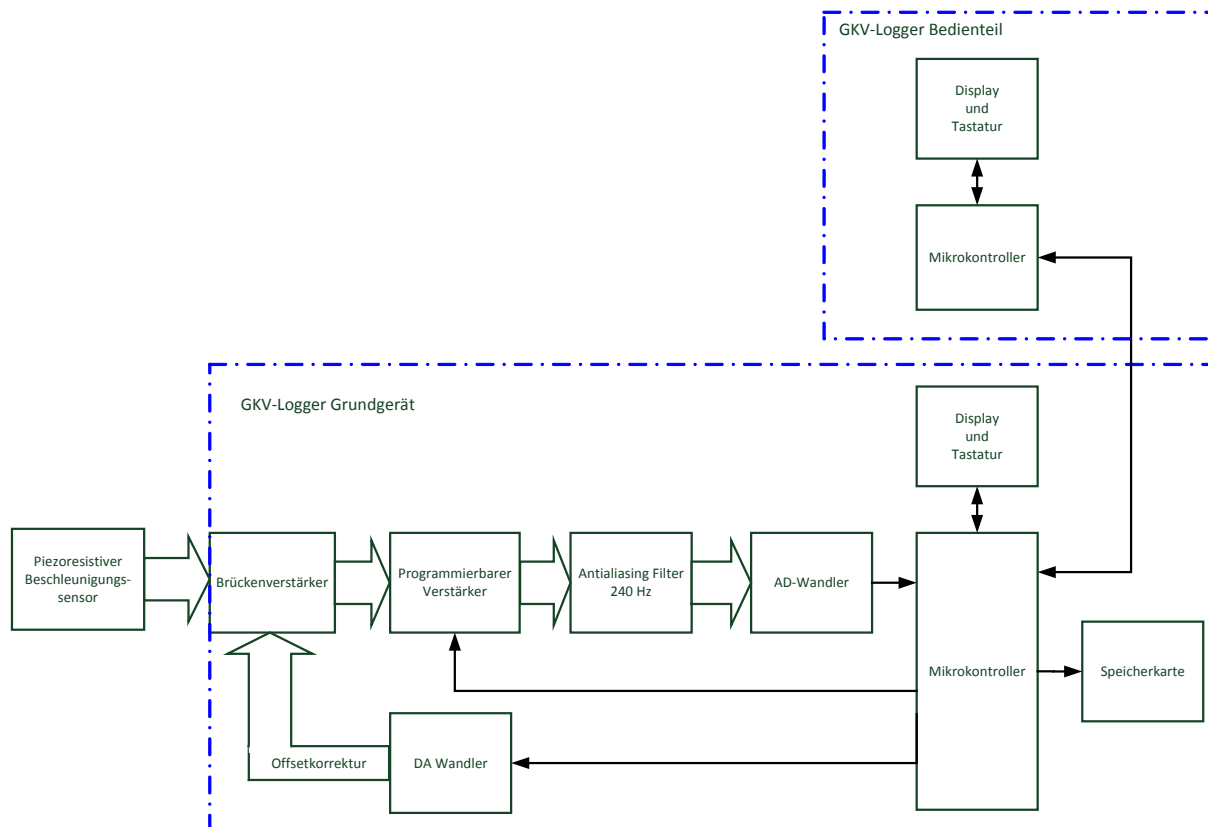 GKV-Logger Bedienteil
Display
und
Tastatur
Mikrokontroller
GKV-Logger Grundgerät
Display
und
Tastatur
Piezoresistiver
Beschleunigungs-
sensor
Brückenverstärker
Programmierbarer
Verstärker
Antialiasing Filter
240 Hz
AD-Wandler
Mikrokontroller
Speicherkarte
Offsetkorrektur
DA Wandler